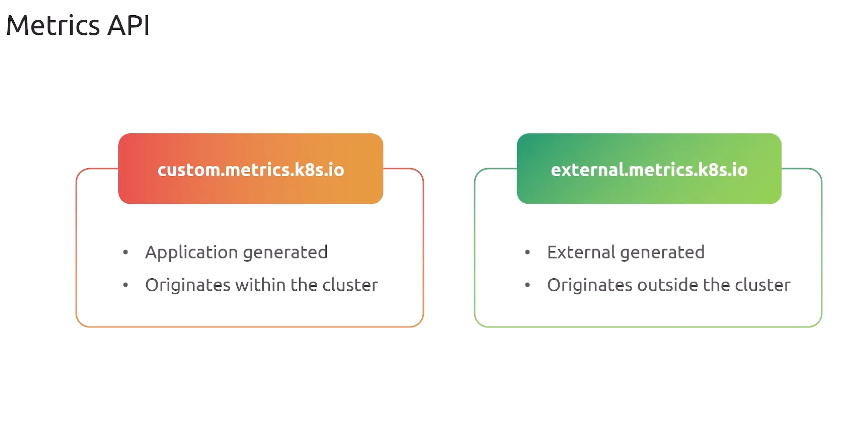 Metrics API
custom.metrics.k8s.io
• Application generated
• Originates within the cluster
external.metrics.k8s.io
• External generated
• Originates outside the cluster